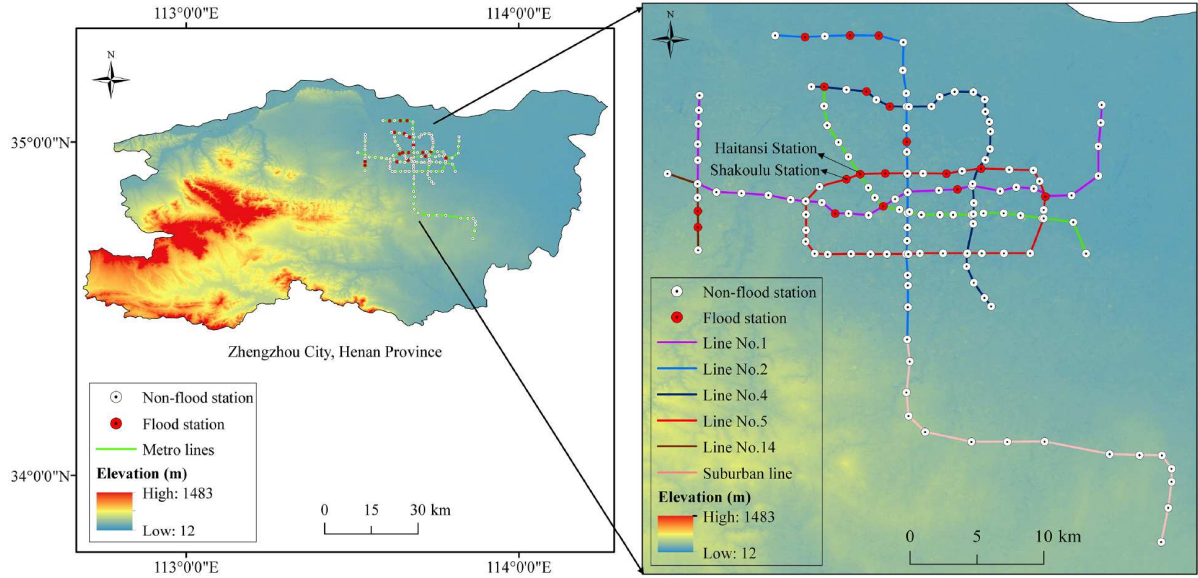 113°0'0"E
114°0'0"E
N
35°0'0"N
34°0'0"N
Zhengzhou City, Henan Province
Non-flood station
Flood station
Metro lines
Elevation (m)
High: 1483
Low: 12
0 15 30 km
113°0'0"E
114°0'0"E
N
Haitansi Station
Shakoulu Station
Non-flood station
Flood station
Line No.1
Line No.2
Line No.4
Line No.5
Line No.14
Suburban line
Elevation (m)
High: 1483
Low: 12
0 5 10 km